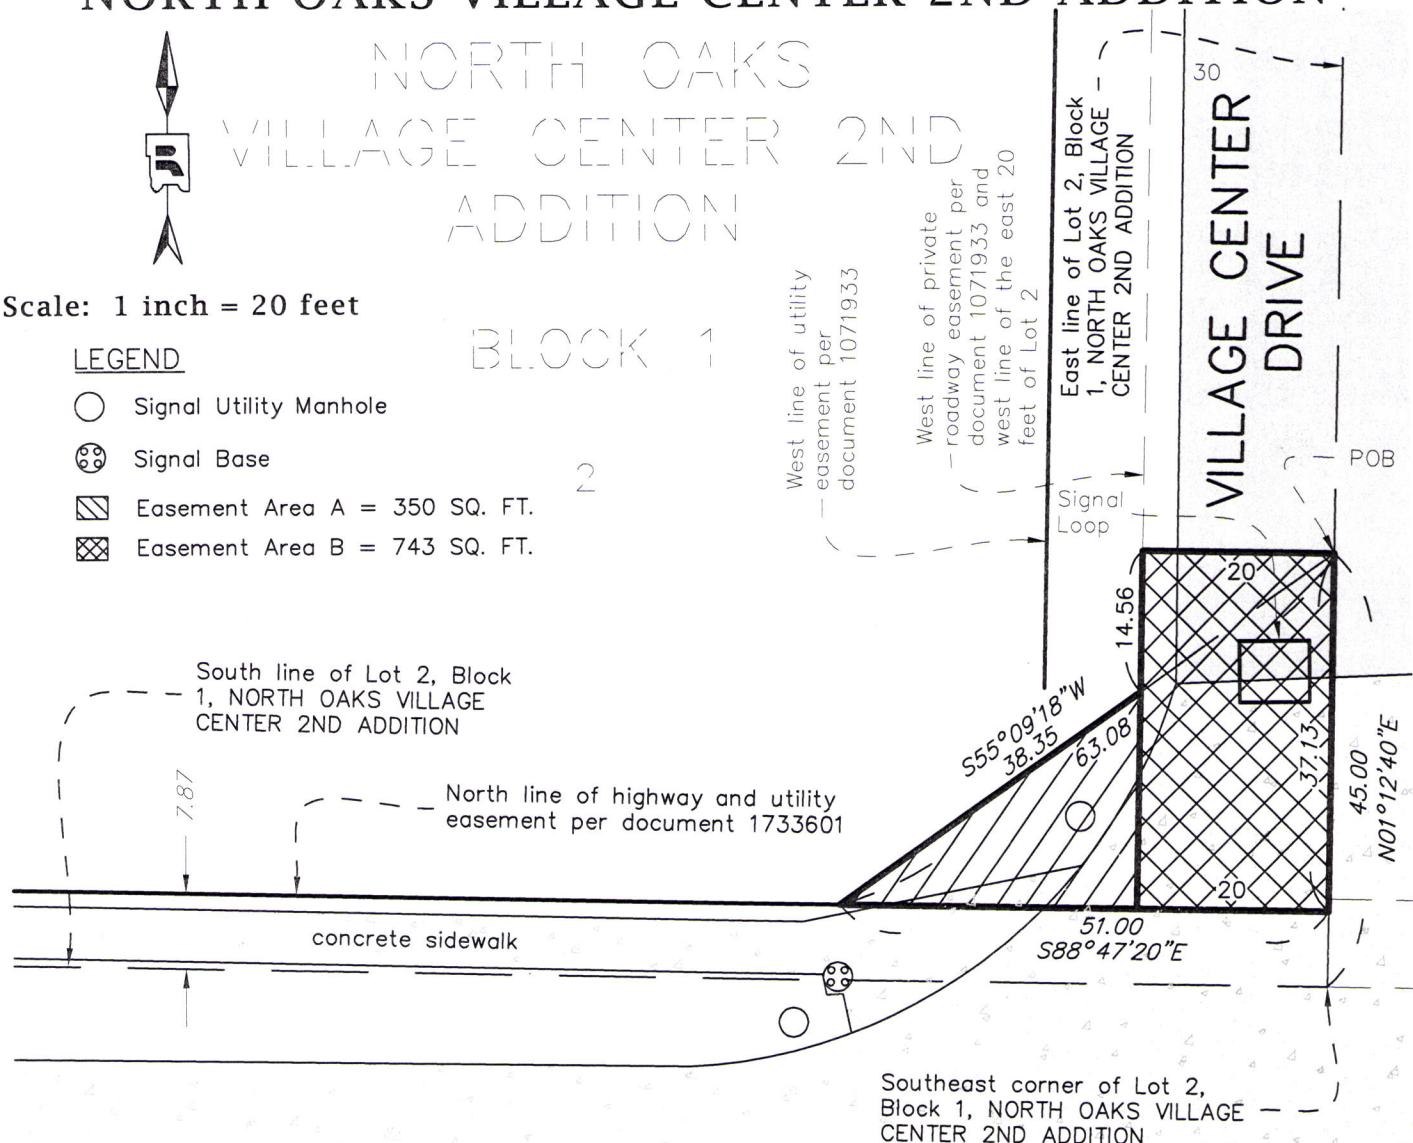 NORTH OAKS VILLAGE CENTER 2ND ADDITION
NORTH OAKS
VILLAGE CENTER 2ND
ADDITION
BLOCK 1
2
R
Scale: 1 inch = 20 feet
LEGEND
Signal Utility Manhole
Signal Base
Easement Area A = 350 SQ. FT.
Easement Area B = 743 SQ. FT.
West line of utility
easement per
document 1071933
West line of private
roadway easement per
document 1071933 and
west line of the east 20
feet of Lot 2
East line of Lot 2, Block
1, NORTH OAKS VILLAGE
CENTER 2ND ADDITION
30
VILLAGE CENTER
DRIVE
POB
Signal
Loop
20
14.56
S55°09'18"W
38.35
63.08
37.13
45.00
N01°12'40"E
20
51.00
S88°47'20"E
South line of Lot 2, Block
1, NORTH OAKS VILLAGE
CENTER 2ND ADDITION
7.87
North line of highway and utility
easement per document 1733601
concrete sidewalk
Southeast corner of Lot 2,
Block 1, NORTH OAKS VILLAGE
CENTER 2ND ADDITION